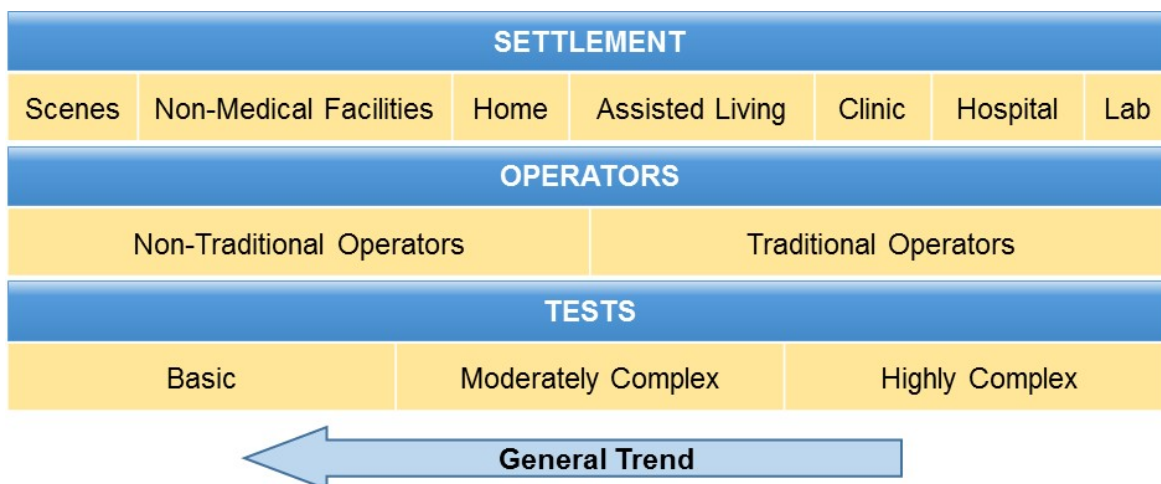 SETTLEMENT
Scenes Non-Medical Facilities Home Assisted Living Clinic Hospital Lab
OPERATORS
Non-Traditional Operators Traditional Operators
TESTS
Basic Moderately Complex Highly Complex
General Trend